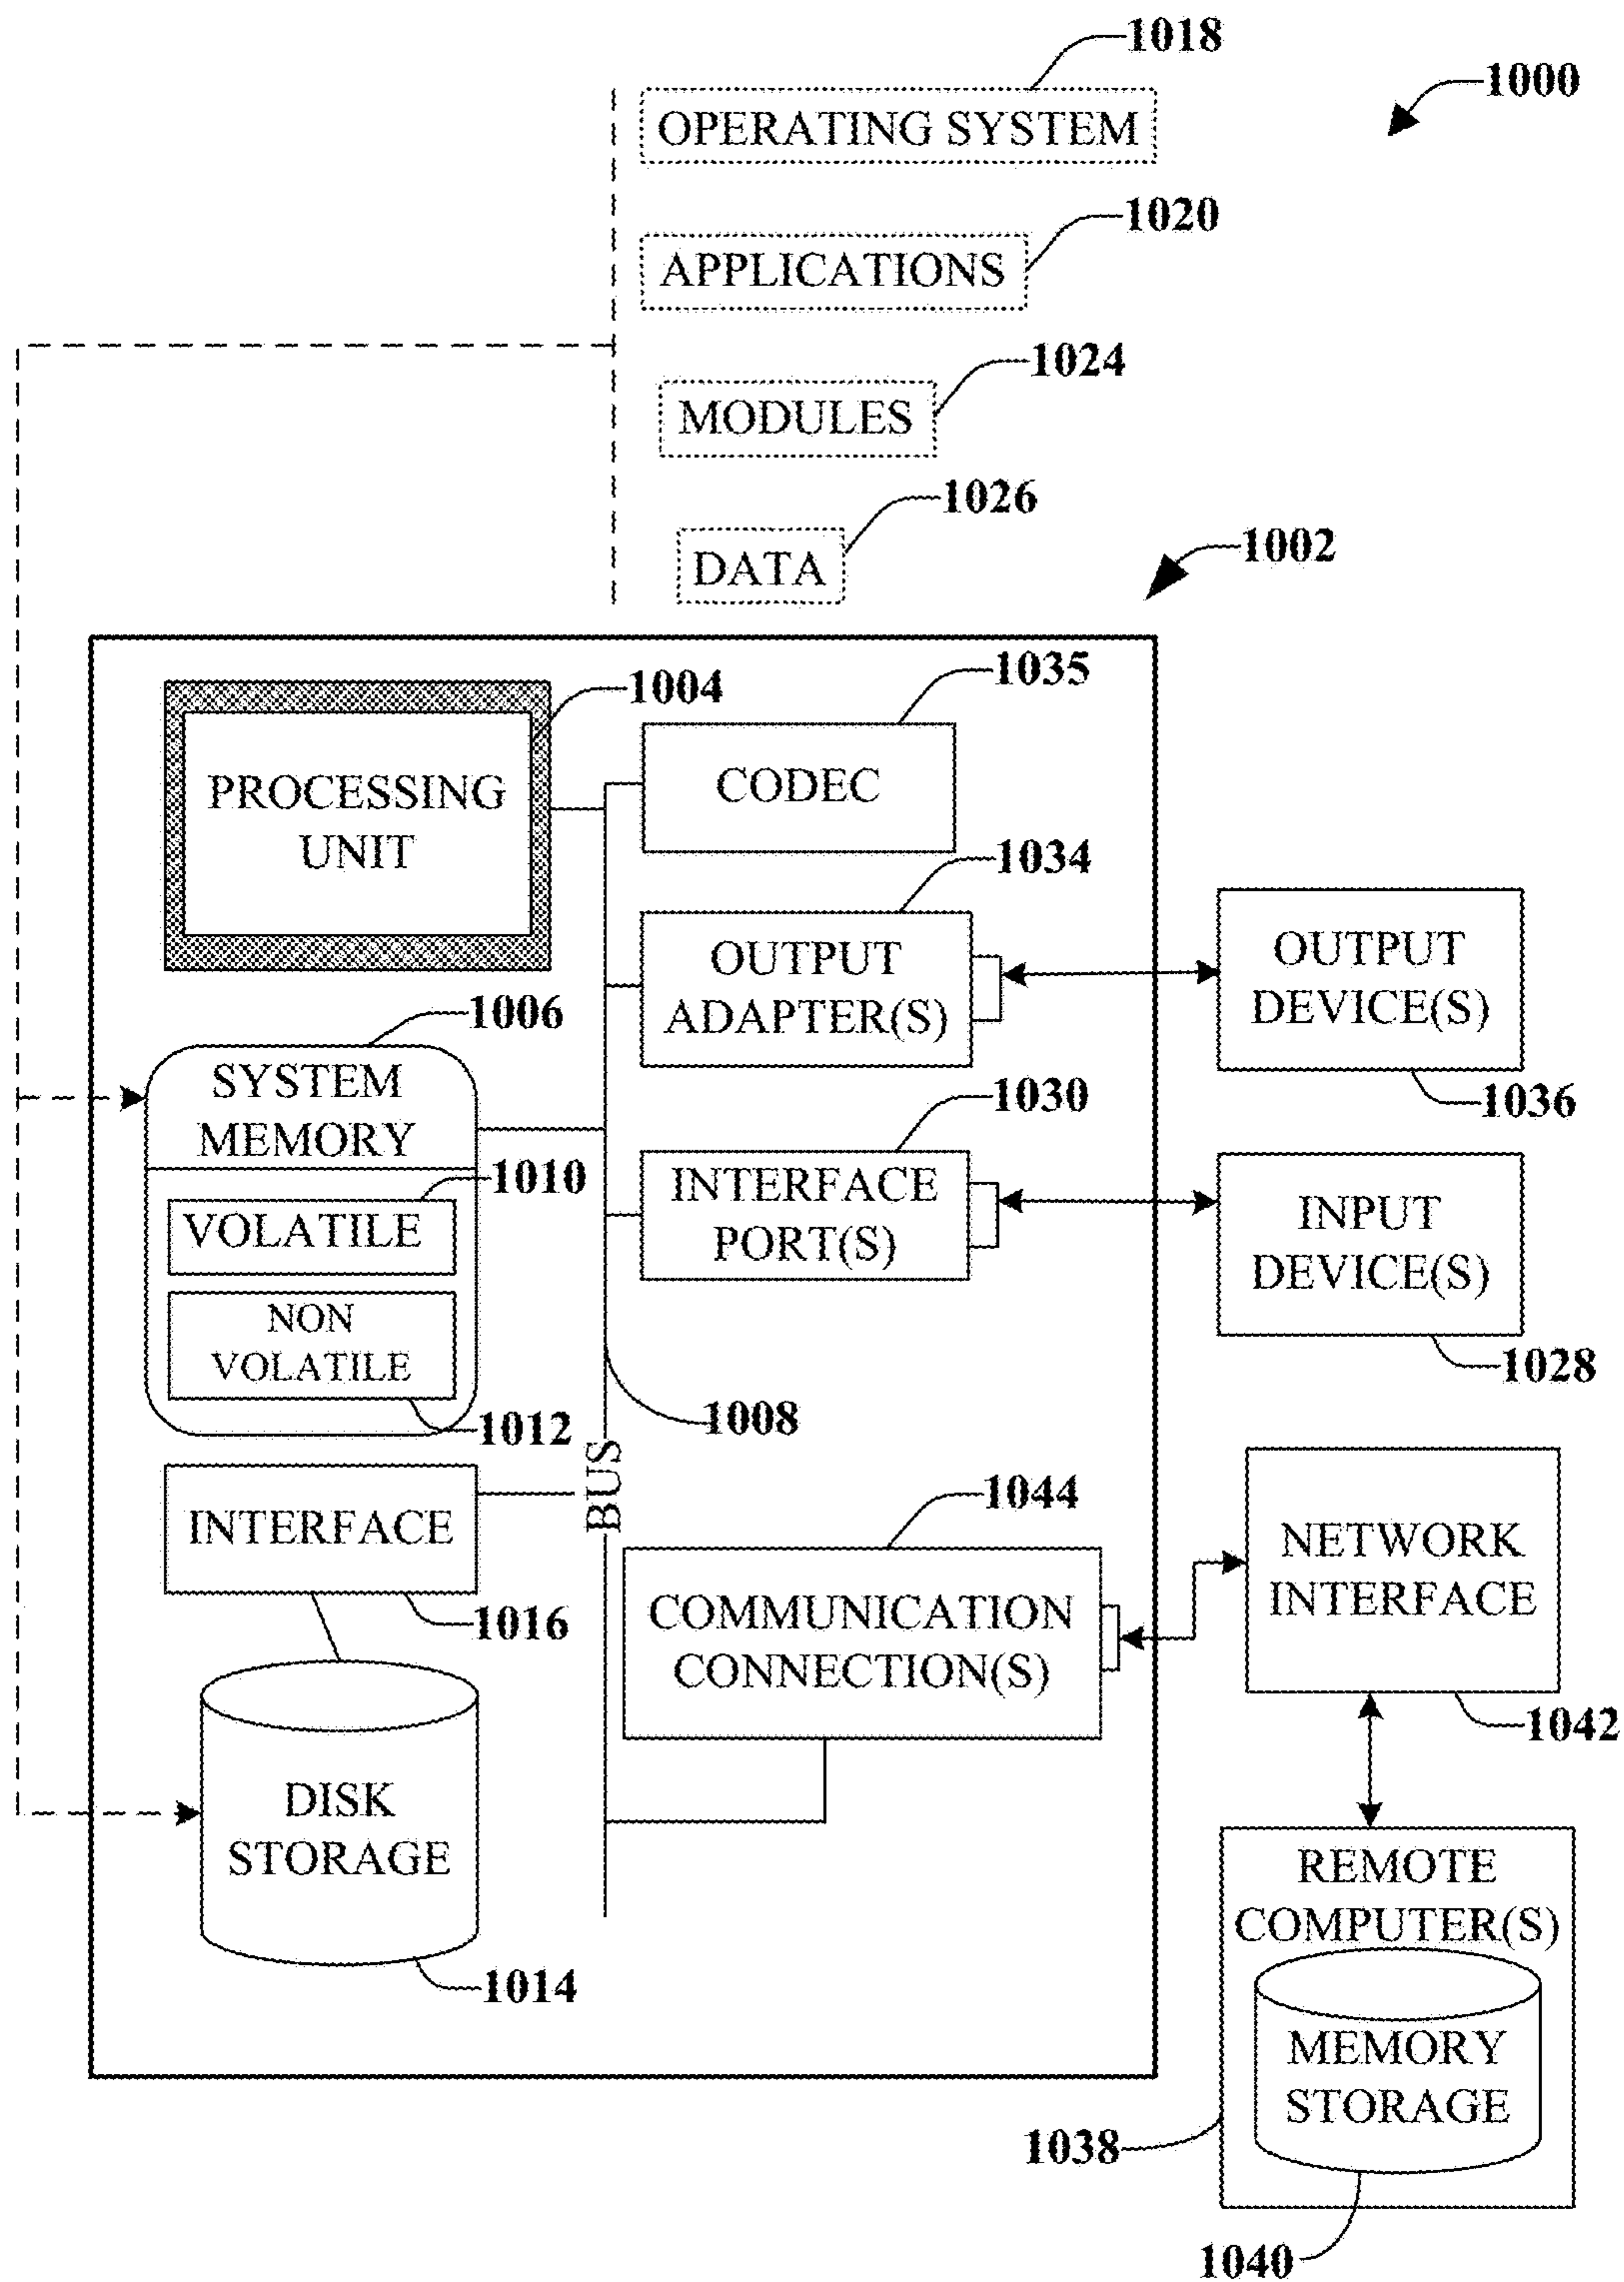 1018
1000
OPERATING SYSTEM
1020
APPLICATIONS
1024
MODULES
1026
DATA
1002
1035
1004
CODEC
PROCESSING
UNIT
1034
OUTPUT
ADAPTER(S)
OUTPUT
DEVICE(S)
1036
1006
SYSTEM
MEMORY
1030
INTERFACE
PORT(S)
INPUT
DEVICE(S)
1028
1010
VOLATILE
NON
VOLATILE
1012
1008
BUS
1044
INTERFACE
1016
COMMUNICATION
CONNECTION(S)
NETWORK
INTERFACE
1042
DISK
STORAGE
1014
REMOTE
COMPUTER(S)
MEMORY
STORAGE
1038
1040